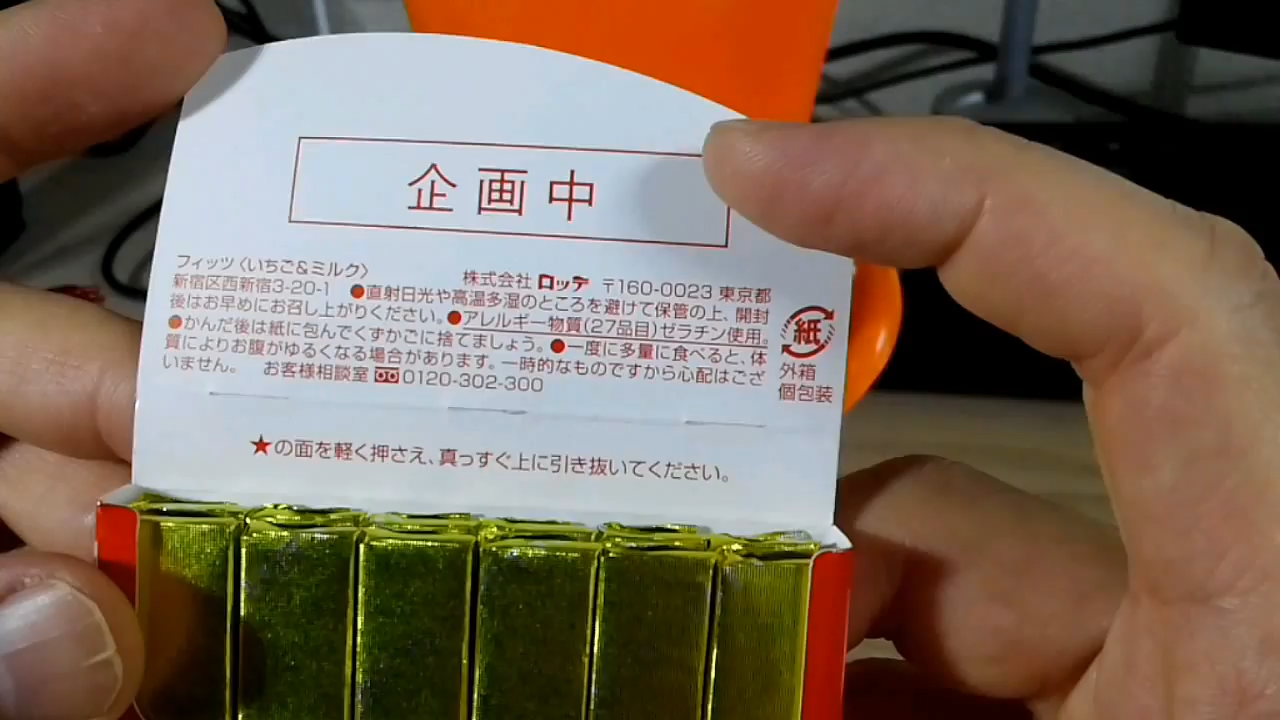 企画中
フィッツ〈いちご&ミルク〉 株式会社 ロッテ 〒160-0023 東京都
新宿区西新宿3-20-1 ●直射日光や高温多湿のところを避けて保管の上、開封
後はお早めにお召し上がりください。●アレルギー物質(27品目)ゼラチン使用。
●かんだ後は紙に包んでくずかごに捨てましょう。●一度に多量に食べると、体
質によりお腹がゆるくなる場合があります。一時的なものですから心配はござ
いません。 お客様相談室 0120-302-300
紙
外箱
個包装
★の面を軽く押さえ、真っすぐ上に引き抜いてください。